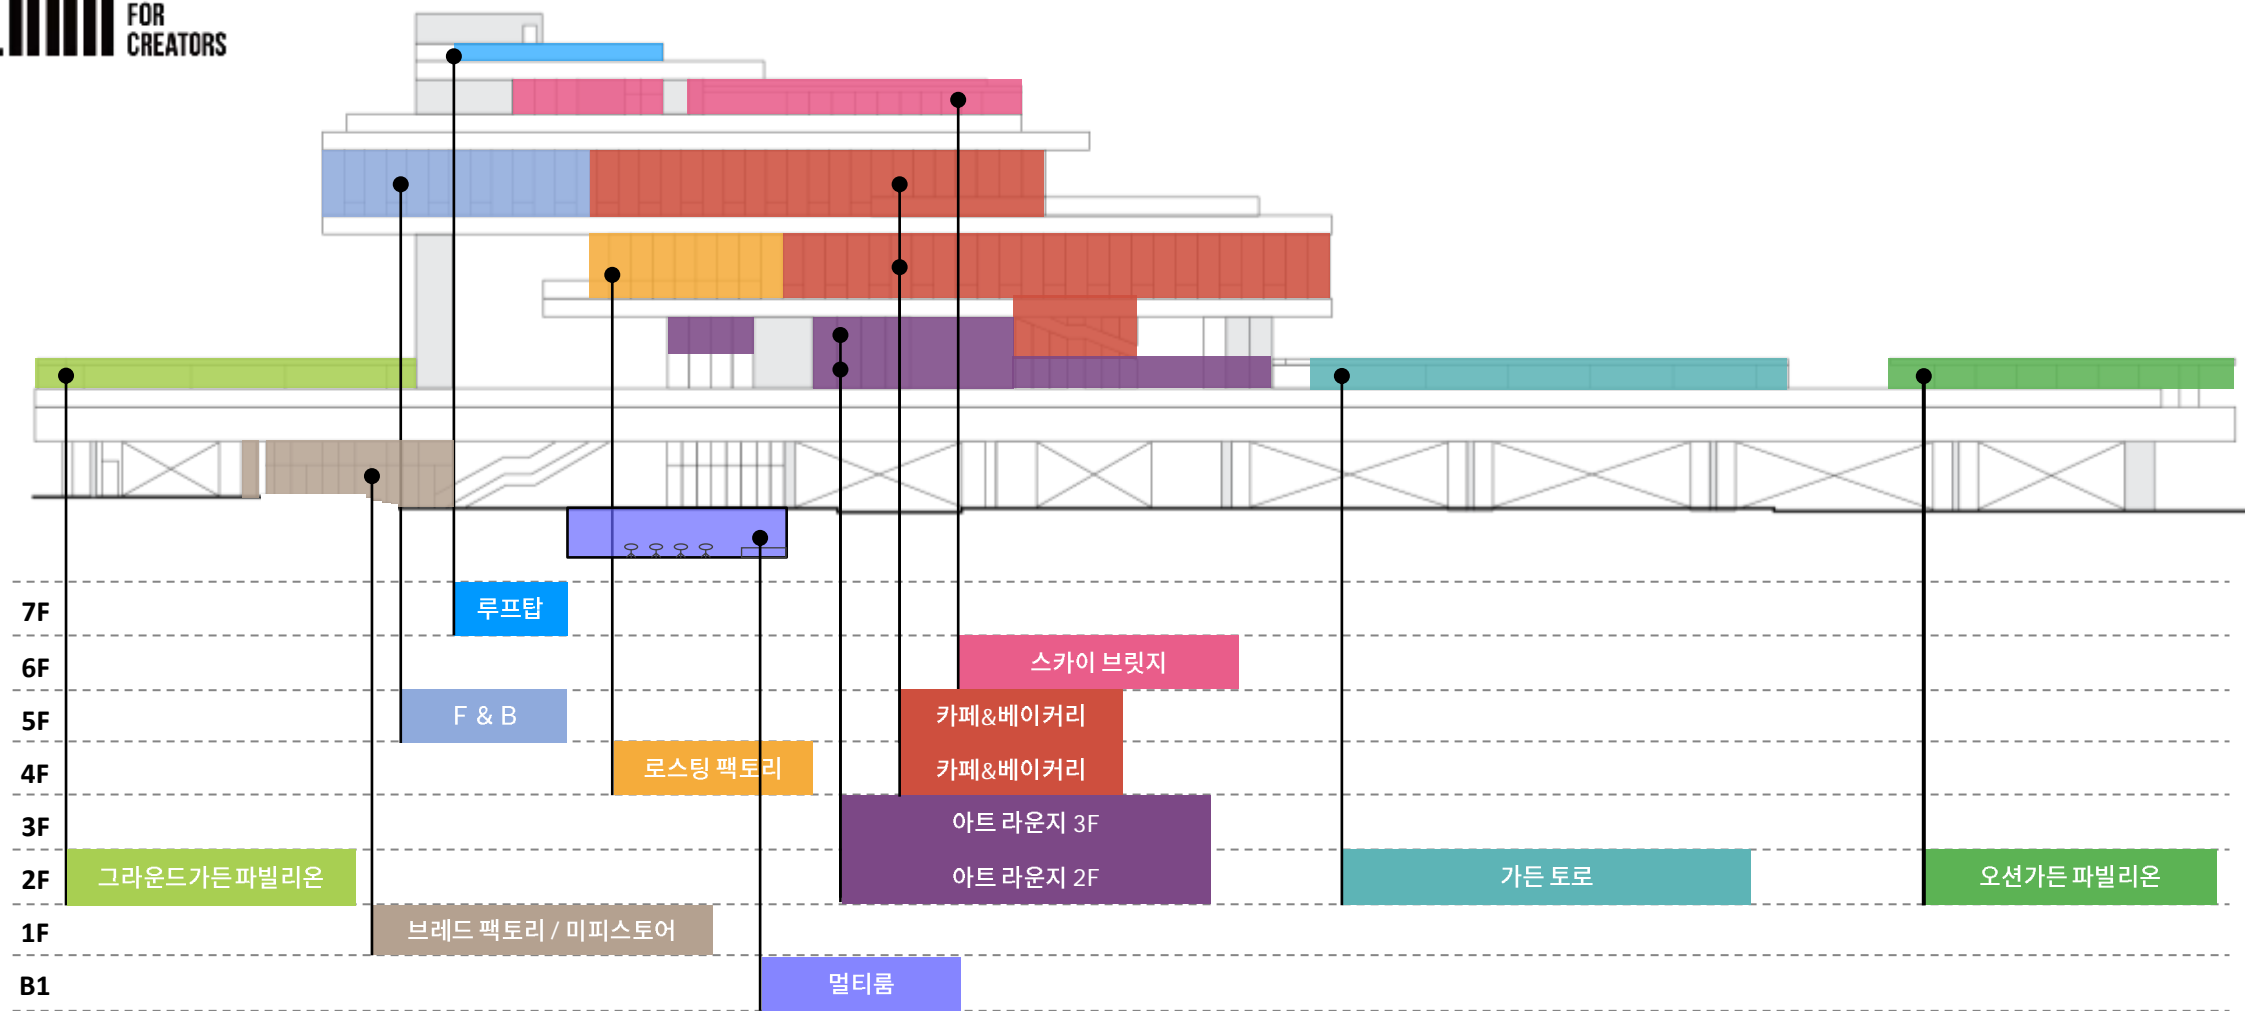 FOR
CREATORS
7F
루프탑
6F
스카이 브릿지
5F
F & B
카페&베이커리
4F
로스팅 팩토리
카페&베이커리
3F
아트 라운지 3F
2F
그라운드가든파빌리온
아트 라운지 2F
가든 토로
오션가든 파빌리온
1F
브레드 팩토리 / 미피스토어
B1
멀티룸